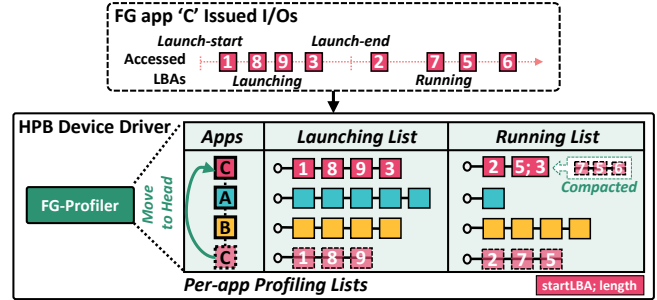 FG app ‘C’ Issued I/Os
Launch-start
Launch-end
Accessed LBAs
1 8 9 3 2 7 5 6
Launching
Running
HPB Device Driver
Apps
Launching List
Running List
FG-Profiler
Move to Head
C
1 8 9 3
2 5; 3
7 5 6
Compacted
A
B
C
1 8 9
2 7 5
Per-app Profiling Lists
startLBA; length